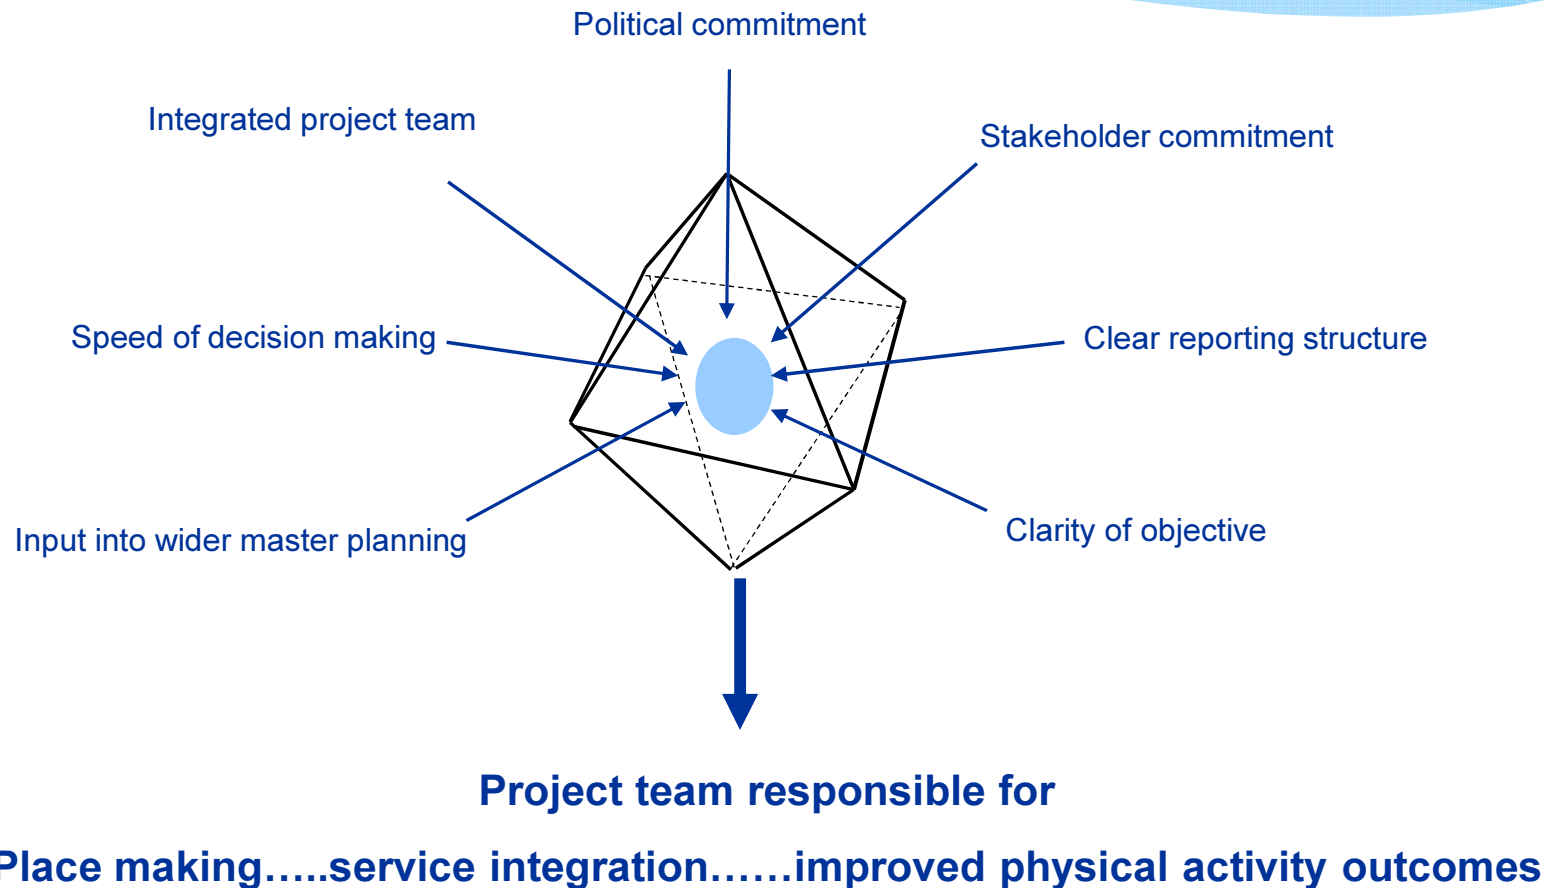 Political commitment
Integrated project team
Stakeholder commitment
Speed of decision making
Clear reporting structure
Input into wider master planning
Clarity of objective
Project team responsible for
Place making…..service integration……improved physical activity outcomes